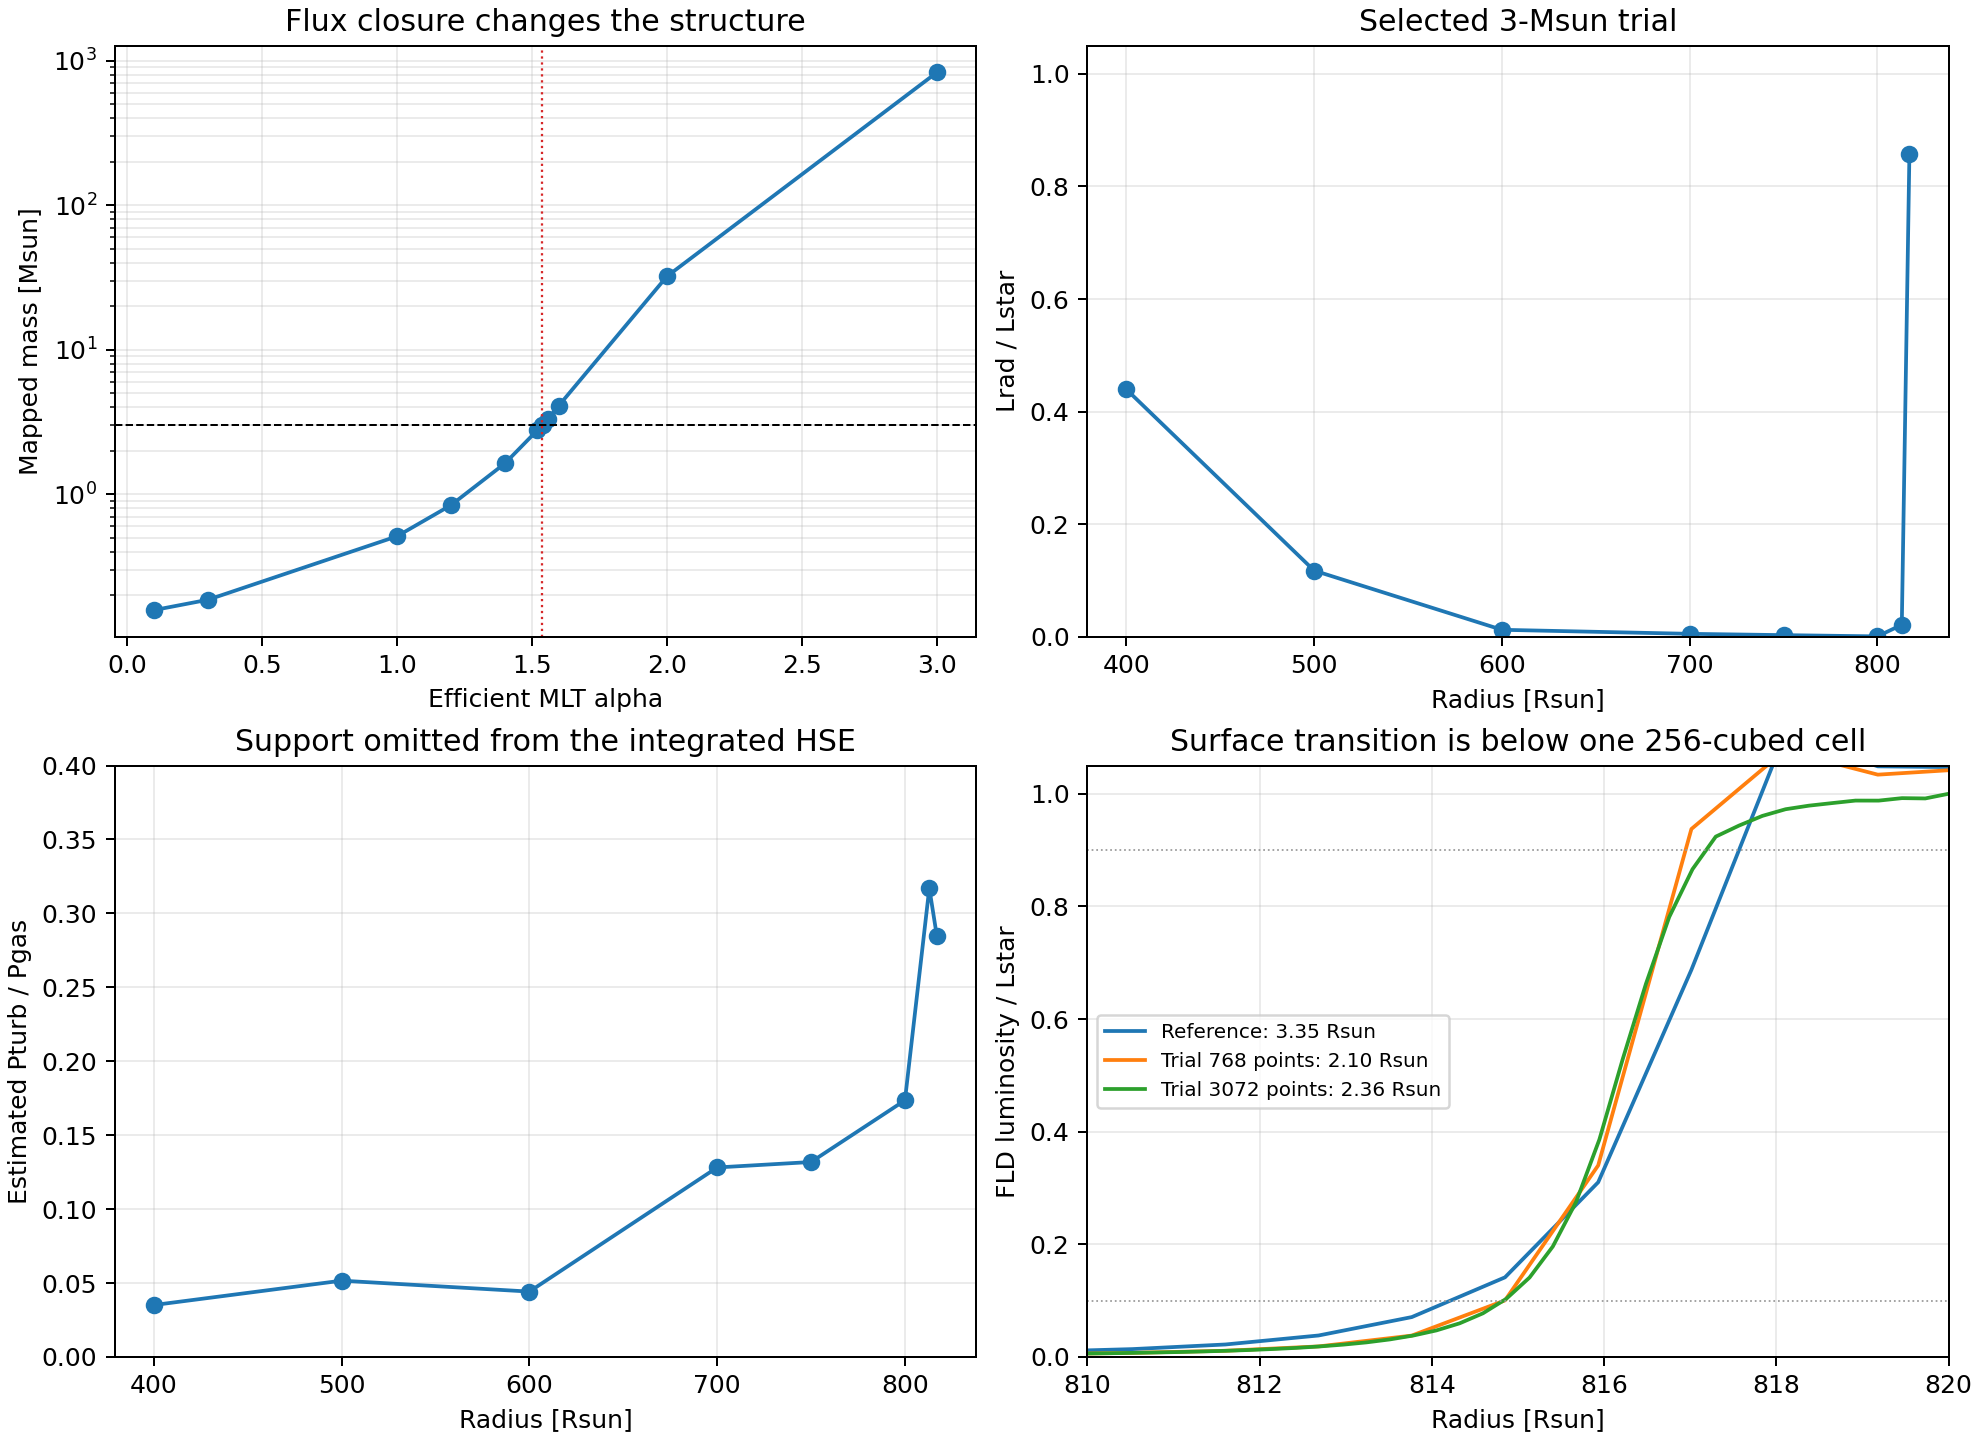 Flux closure changes the structure
10³
10²
10¹
10⁰
Mapped mass [Msun]
0.0 0.5 1.0 1.5 2.0 2.5 3.0
Efficient MLT alpha
Selected 3-Msun trial
1.0
0.8
0.6
0.4
0.2
0.0
Lrad / Lstar
400 500 600 700 800
Radius [Rsun]
Support omitted from the integrated HSE
0.40
0.35
0.30
0.25
0.20
0.15
0.10
0.05
0.00
Estimated Pturb / Pgas
400 500 600 700 800
Radius [Rsun]
Surface transition is below one 256-cubed cell
1.0
0.8
0.6
0.4
0.2
0.0
FLD luminosity / Lstar
Reference: 3.35 Rsun
Trial 768 points: 2.10 Rsun
Trial 3072 points: 2.36 Rsun
810 812 814 816 818 820
Radius [Rsun]